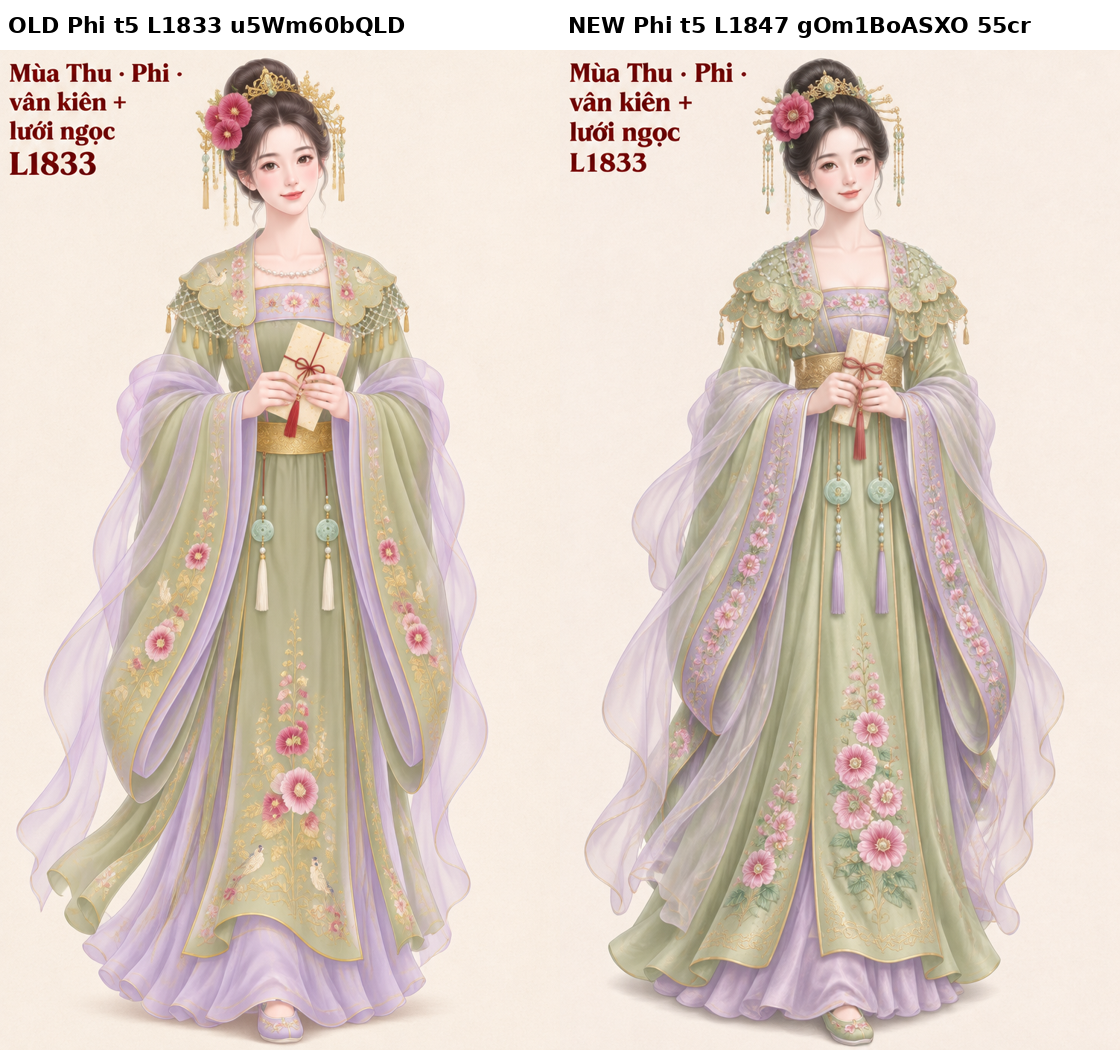 OLD Phi t5 L1833 u5Wm60bQLD
NEW Phi t5 L1847 gOm1BoASXO 55cr
Mùa Thu · Phi ·
vân kiên +
lưới ngọc
L1833
Mùa Thu · Phi ·
vân kiên +
lưới ngọc
L1833